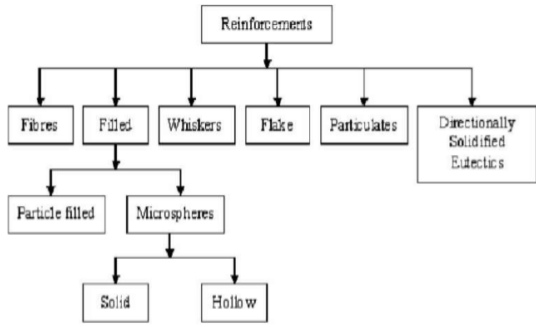 Reinforcements
Fibres
Filled
Whiskers
Flake
Particulates
Directionally
Solidified
Eutectics
Particle filled
Microspheres
Solid
Hollow